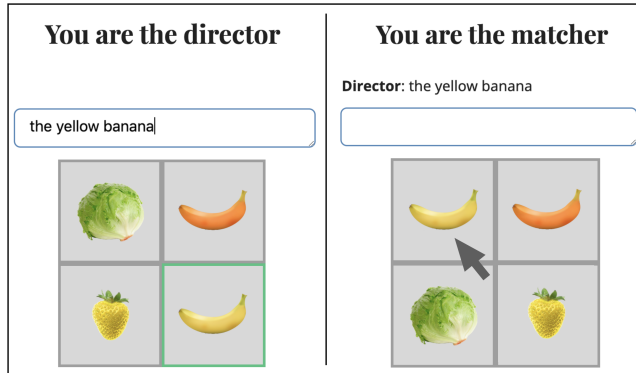 You are the director
the yellow banana
You are the matcher
Director: the yellow banana